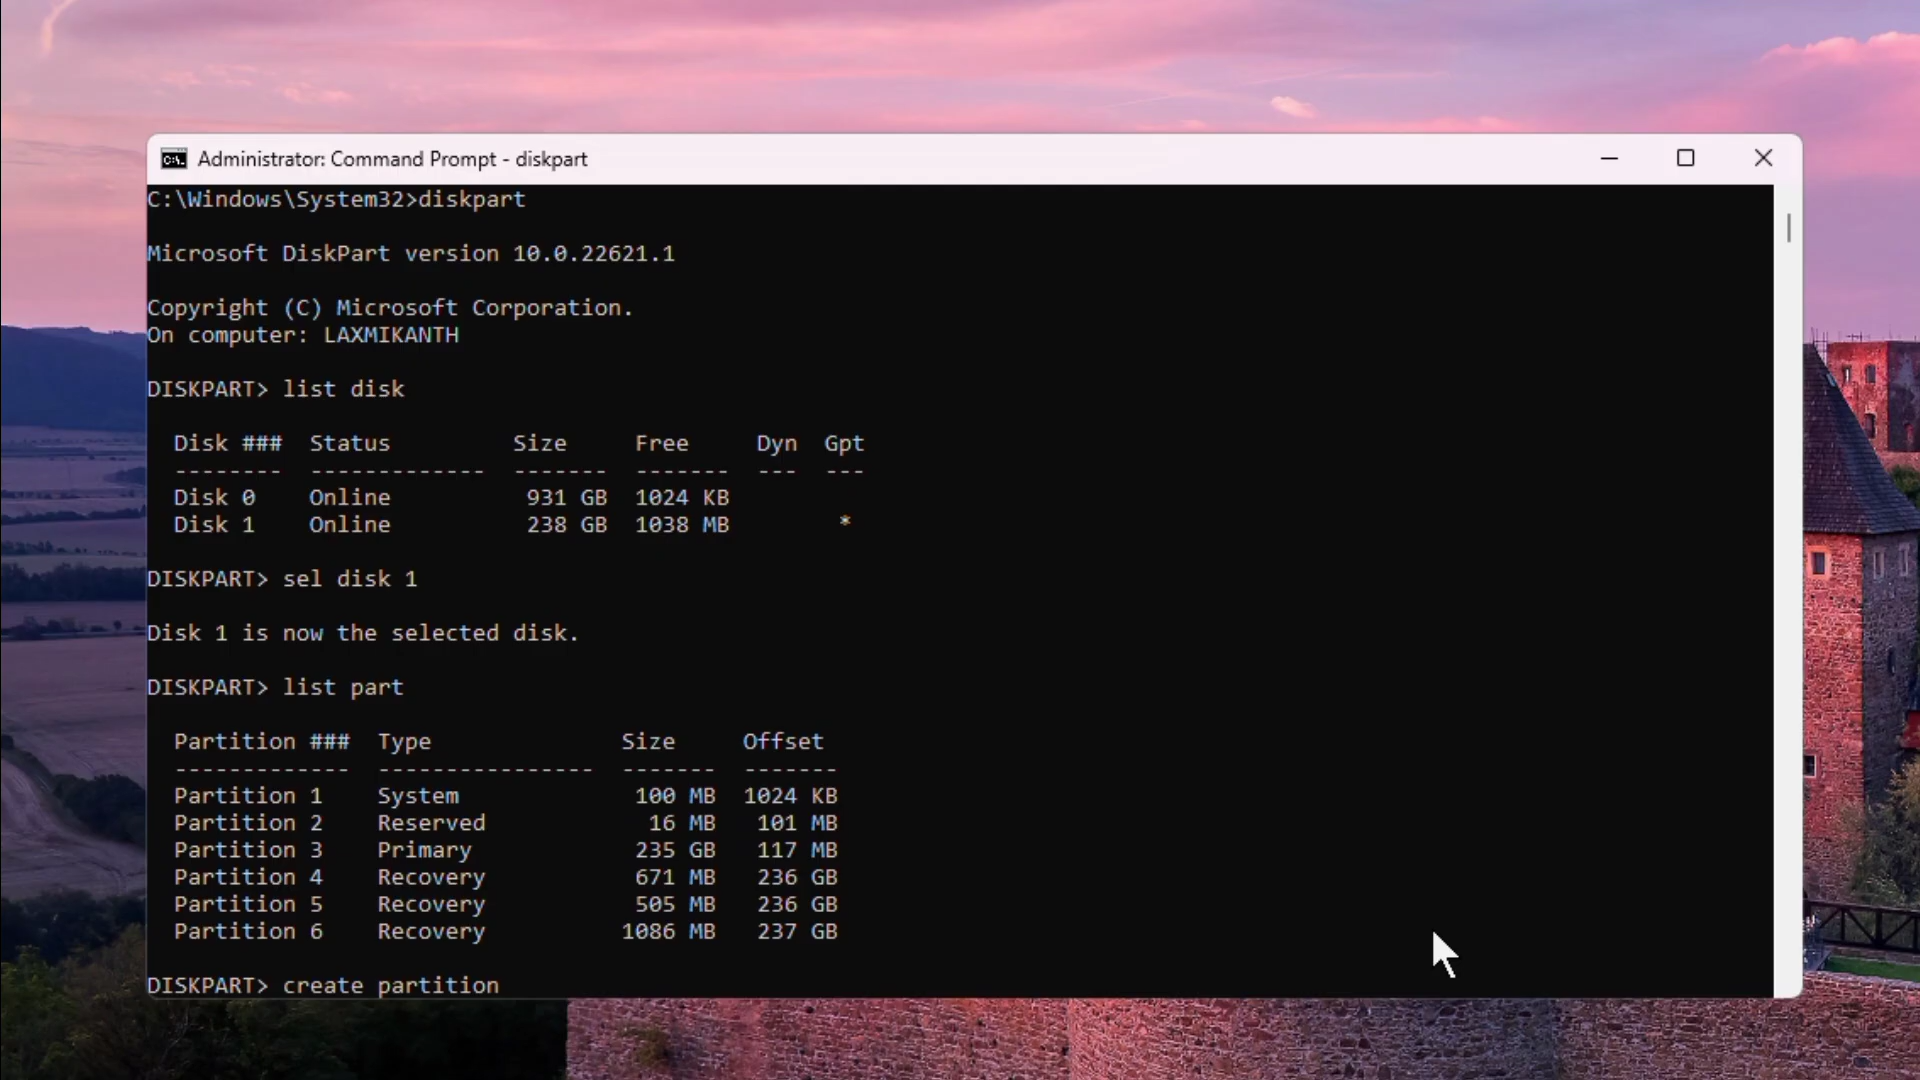 Administrator: Command Prompt - diskpart
C:\Windows\System32>diskpart
Microsoft DiskPart version 10.0.22621.1
Copyright (C) Microsoft Corporation.
On computer: LAXMIKANTH
DISKPART> list disk
Disk ### Status Size Free Dyn Gpt
-------- ------------- ------- ------- --- ---
Disk 0 Online 931 GB 1024 KB
Disk 1 Online 238 GB 1038 MB *
DISKPART> sel disk 1
Disk 1 is now the selected disk.
DISKPART> list part
Partition ### Type Size Offset
------------- ---------------- ------- -------
Partition 1 System 100 MB 1024 KB
Partition 2 Reserved 16 MB 101 MB
Partition 3 Primary 235 GB 117 MB
Partition 4 Recovery 671 MB 236 GB
Partition 5 Recovery 505 MB 236 GB
Partition 6 Recovery 1086 MB 237 GB
DISKPART> create partition